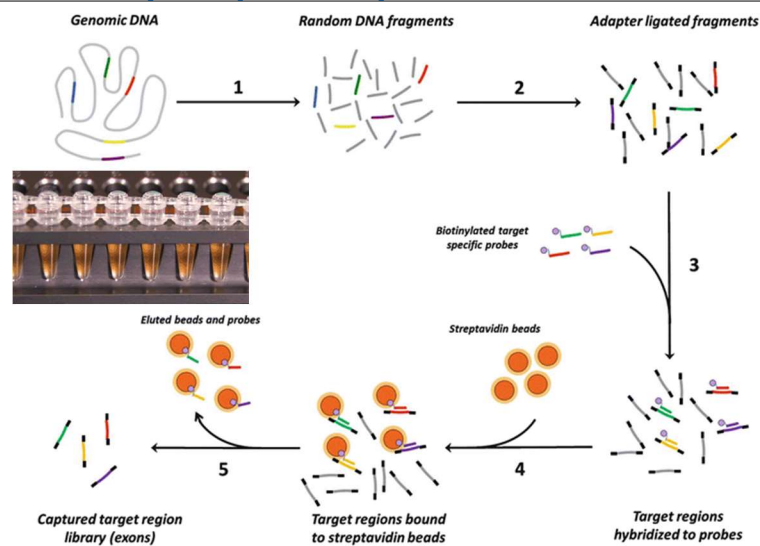 Genomic DNA
Random DNA fragments
Adapter ligated fragments
1
2
Biotinylated target
specific probes
3
Eluted beads and probes
Streptavidin beads
5
4
Captured target region
library (exons)
Target regions bound
to streptavidin beads
Target regions
hybridized to probes